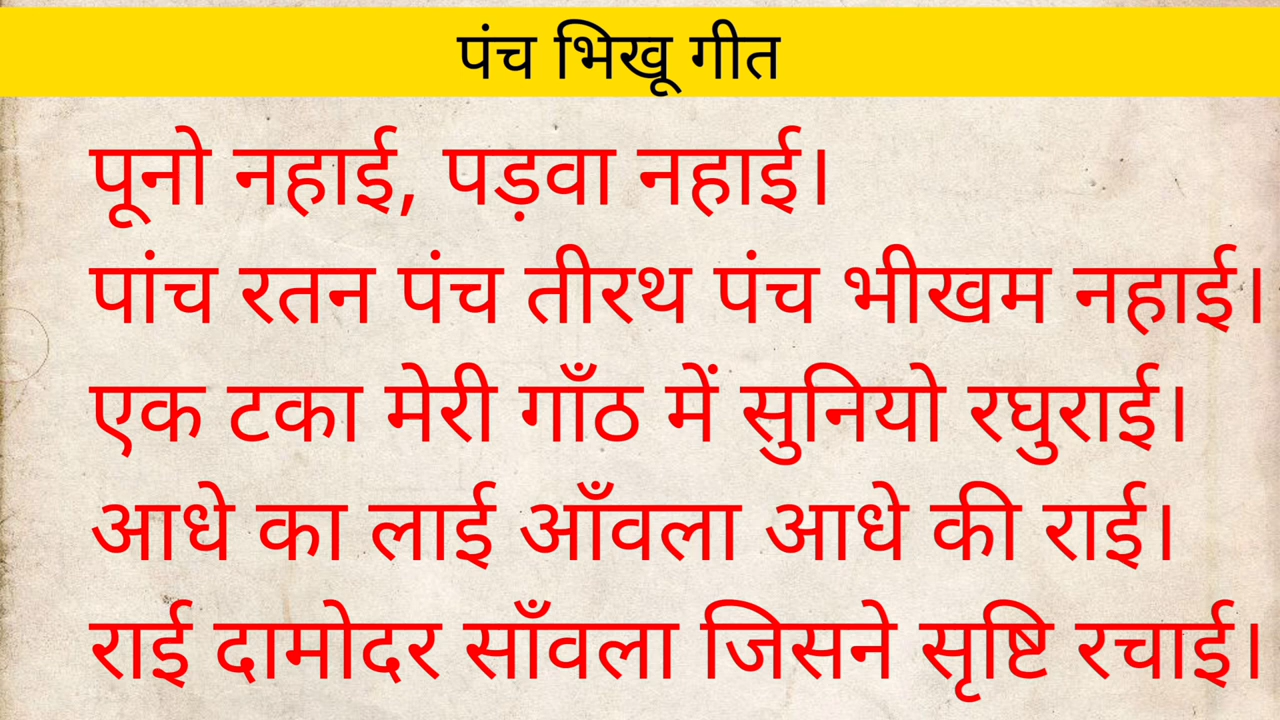 पंच भिखू गीत
पूनो नहाई, पड़वा नहाई।
पांच रतन पंच तीरथ पंच भीखम नहाई।
एक टका मेरी गाँठ में सुनियो रघुराई।
आधे का लाई आँवला आधे की राई।
राई दामोदर साँवला जिसने सृष्टि रचाई।